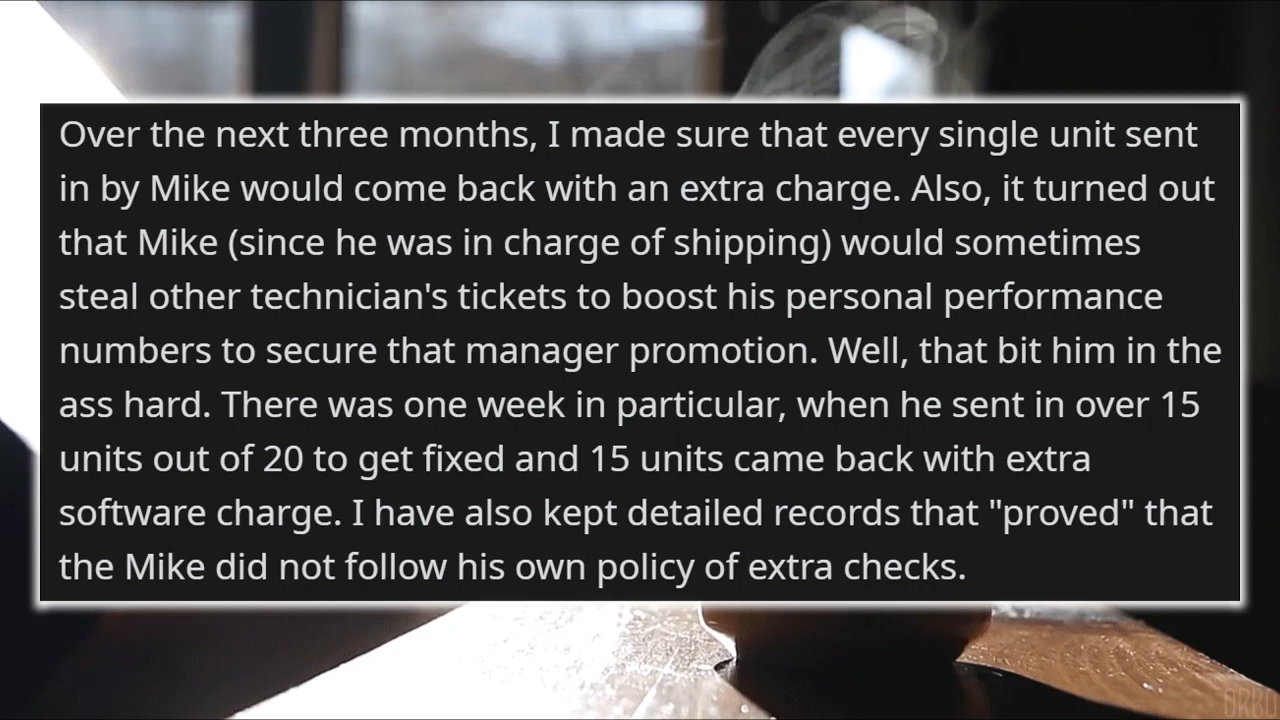 Over the next three months, I made sure that every single unit sent
in by Mike would come back with an extra charge. Also, it turned out
that Mike (since he was in charge of shipping) would sometimes
steal other technician's tickets to boost his personal performance
numbers to secure that manager promotion. Well, that bit him in the
ass hard. There was one week in particular, when he sent in over 15
units out of 20 to get fixed and 15 units came back with extra
software charge. I have also kept detailed records that "proved" that
the Mike did not follow his own policy of extra checks.